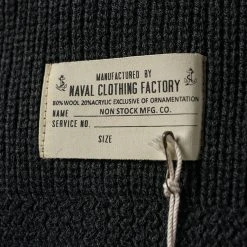 MANUFACTURED BY
NAVAL CLOTHING FACTORY
80% WOOL 20%ACRYLIC EXCLUSIVE OF ORNAMENTATION
NAME NON STOCK MFG. CO.
SERVICE NO.
SIZE